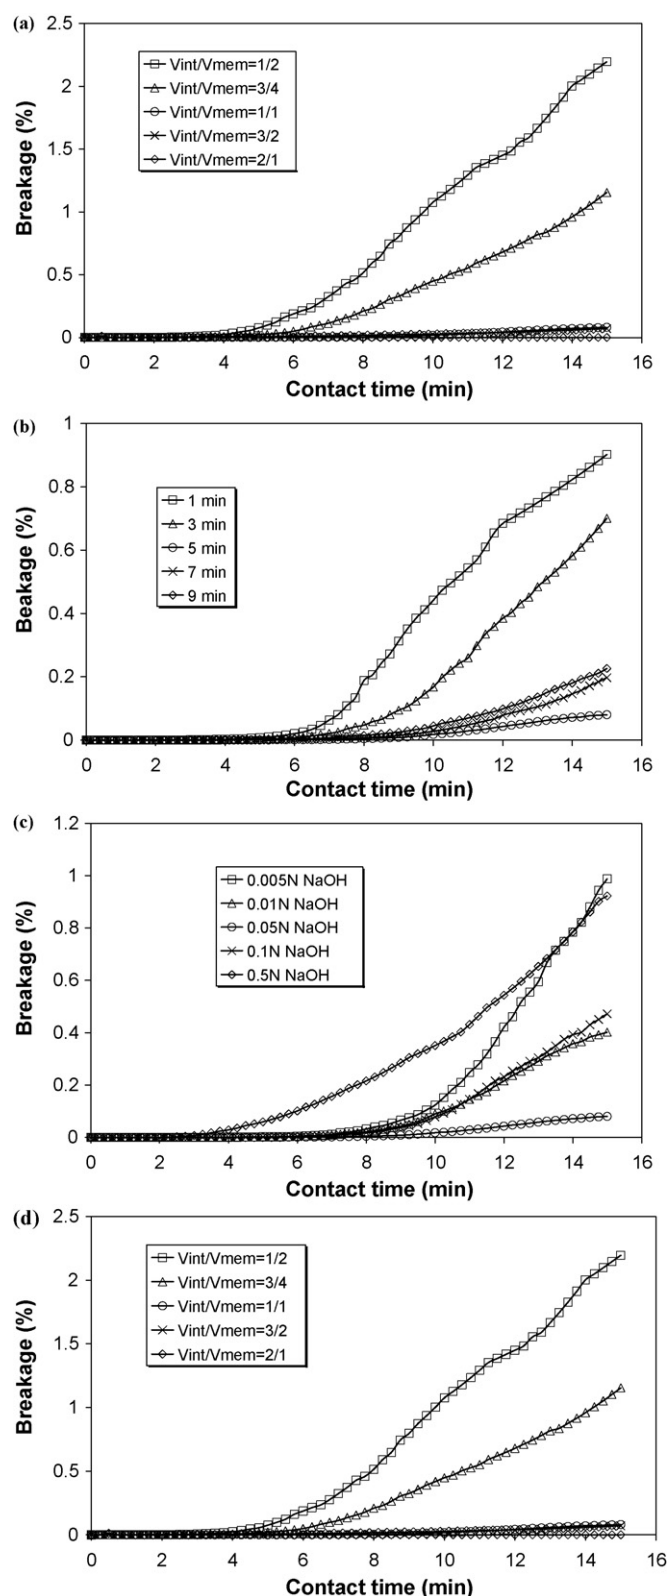 (a)
2.5
2
1.5
1
0.5
0
Breakage (%)
Vint/Vmem=1/2
Vint/Vmem=3/4
Vint/Vmem=1/1
Vint/Vmem=3/2
Vint/Vmem=2/1
0 2 4 6 8 10 12 14 16
Contact time (min)
(b)
1
0.8
0.6
0.4
0.2
0
Beakage (%)
1 min
3 min
5 min
7 min
9 min
0 2 4 6 8 10 12 14 16
Contact time (min)
(c)
1.2
1
0.8
0.6
0.4
0.2
0
Breakage (%)
0.005N NaOH
0.01N NaOH
0.05N NaOH
0.1N NaOH
0.5N NaOH
0 2 4 6 8 10 12 14 16
Contact time (min)
(d)
2.5
2
1.5
1
0.5
0
Breakage (%)
Vint/Vmem=1/2
Vint/Vmem=3/4
Vint/Vmem=1/1
Vint/Vmem=3/2
Vint/Vmem=2/1
0 2 4 6 8 10 12 14 16
Contact time (min)